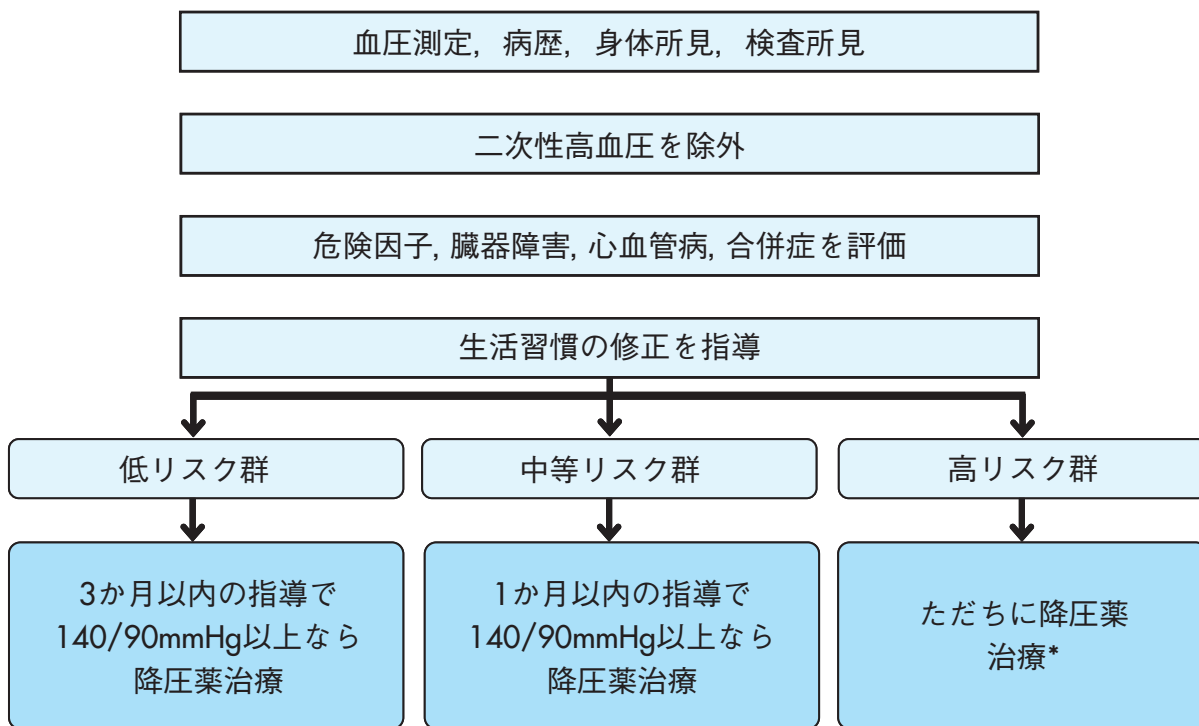 血圧測定，病歴，身体所見，検査所見
二次性高血圧を除外
危険因子, 臓器障害, 心血管病, 合併症を評価
生活習慣の修正を指導
低リスク群
中等リスク群
高リスク群
3か月以内の指導で
140/90mmHg以上なら
降圧薬治療
1か月以内の指導で
140/90mmHg以上なら
降圧薬治療
ただちに降圧薬
治療*